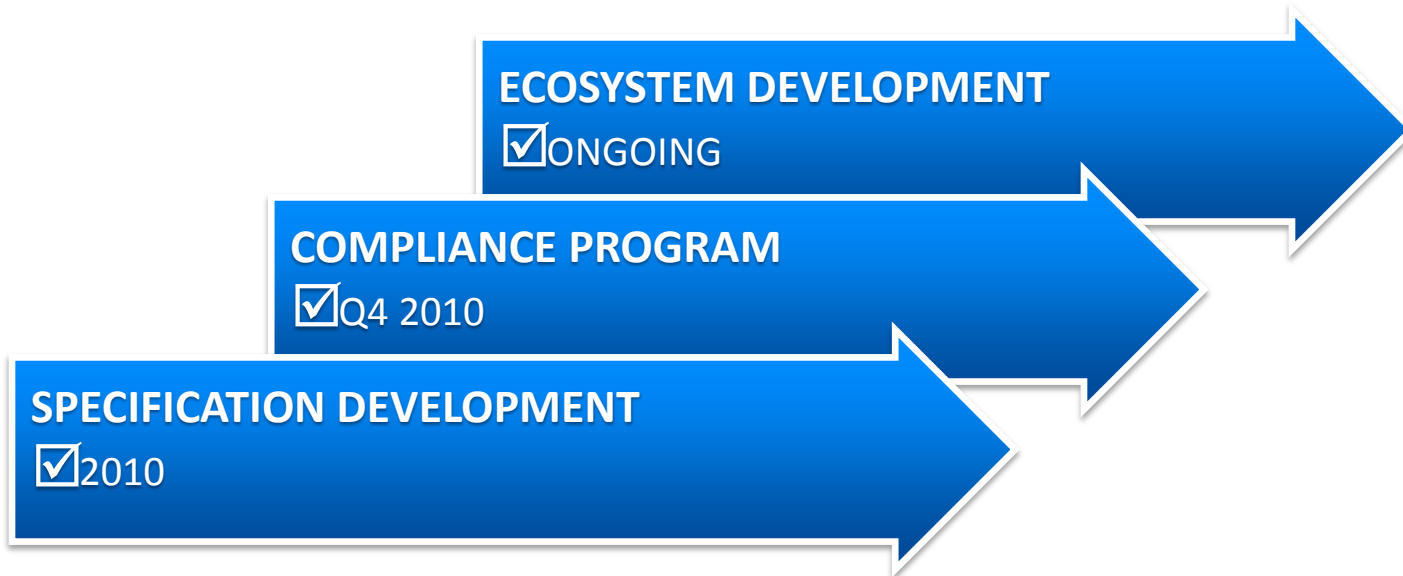 ECOSYSTEM DEVELOPMENT
☑ONGOING
COMPLIANCE PROGRAM
☑Q4 2010
SPECIFICATION DEVELOPMENT
☑2010